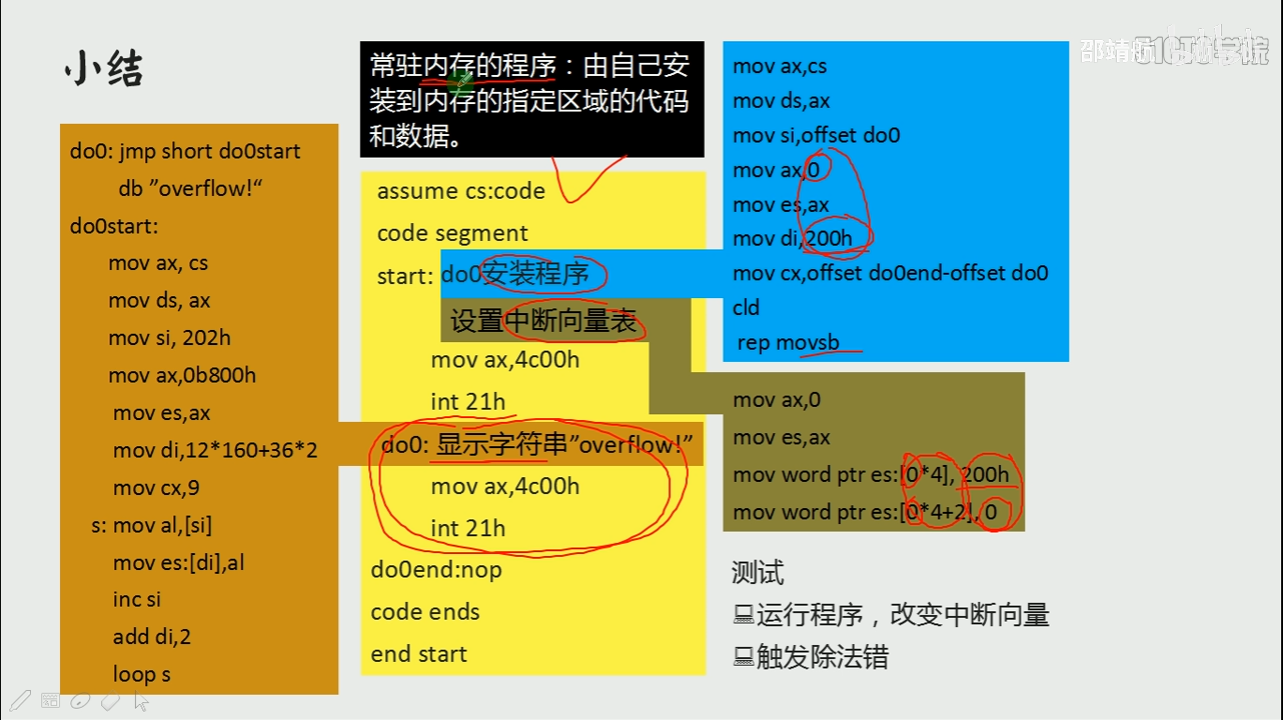 小结
do0: jmp short do0start
db ”overflow!“
do0start:
mov ax, cs
mov ds, ax
mov si, 202h
mov ax,0b800h
mov es,ax
mov di,12*160+36*2
mov cx,9
s: mov al,[si]
mov es:[di],al
inc si
add di,2
loop s
常驻内存的程序：由自己安
装到内存的指定区域的代码
和数据。
assume cs:code
code segment
start: do0安装程序
设置中断向量表
mov ax,4c00h
int 21h
do0: 显示字符串”overflow!”
mov ax,4c00h
int 21h
do0end:nop
code ends
end start
mov ax,cs
mov ds,ax
mov si,offset do0
mov ax,0
mov es,ax
mov di,200h
mov cx,offset do0end-offset do0
cld
rep movsb
mov ax,0
mov es,ax
mov word ptr es:[0*4], 200h
mov word ptr es:[0*4+2], 0
测试
运行程序，改变中断向量
触发除法错
邵靖航
学院